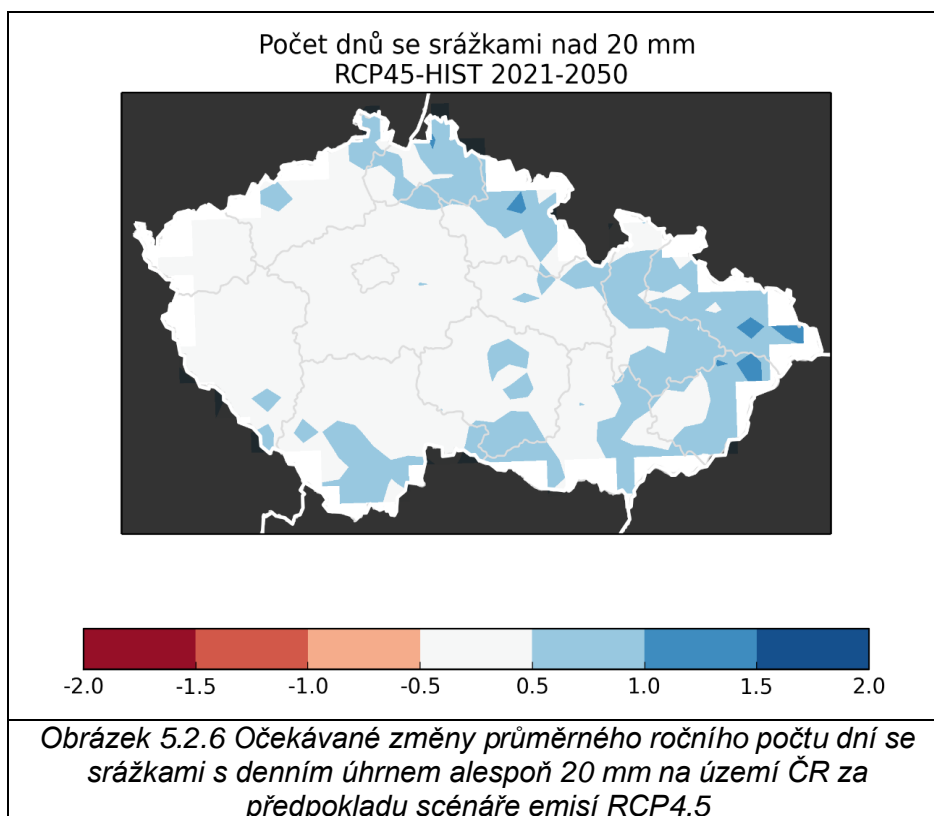 Počet dnů se srážkami nad 20 mm
RCP45-HIST 2021-2050
-2.0 -1.5 -1.0 -0.5 0.5 1.0 1.5 2.0
Obrázek 5.2.6 Očekávané změny průměrného ročního počtu dní se
srážkami s denním úhrnem alespoň 20 mm na území ČR za
předpokladu scénáře emisí RCP4.5